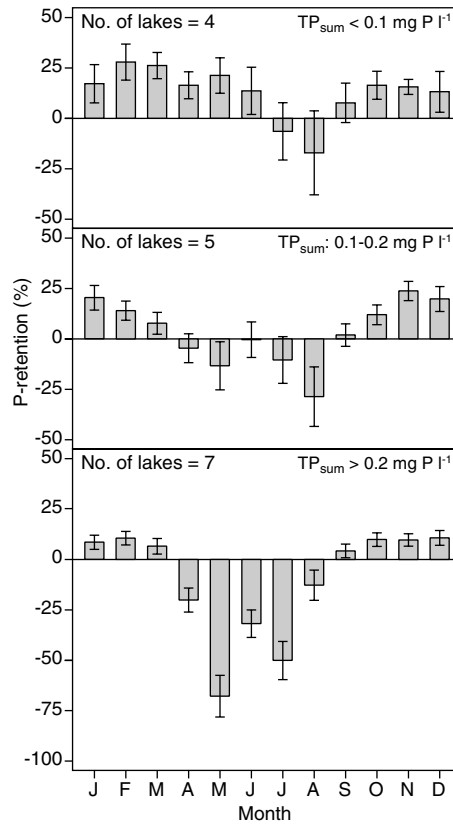 No. of lakes = 4 TPsum < 0.1 mg P l-1
50
25
0
-25
-50
No. of lakes = 5 TPsum: 0.1-0.2 mg P l-1
50
25
0
-25
-50
P-retention (%)
No. of lakes = 7 TPsum > 0.2 mg P l-1
50
25
0
-25
-50
-75
-100
J F M A M J J A S O N D
Month